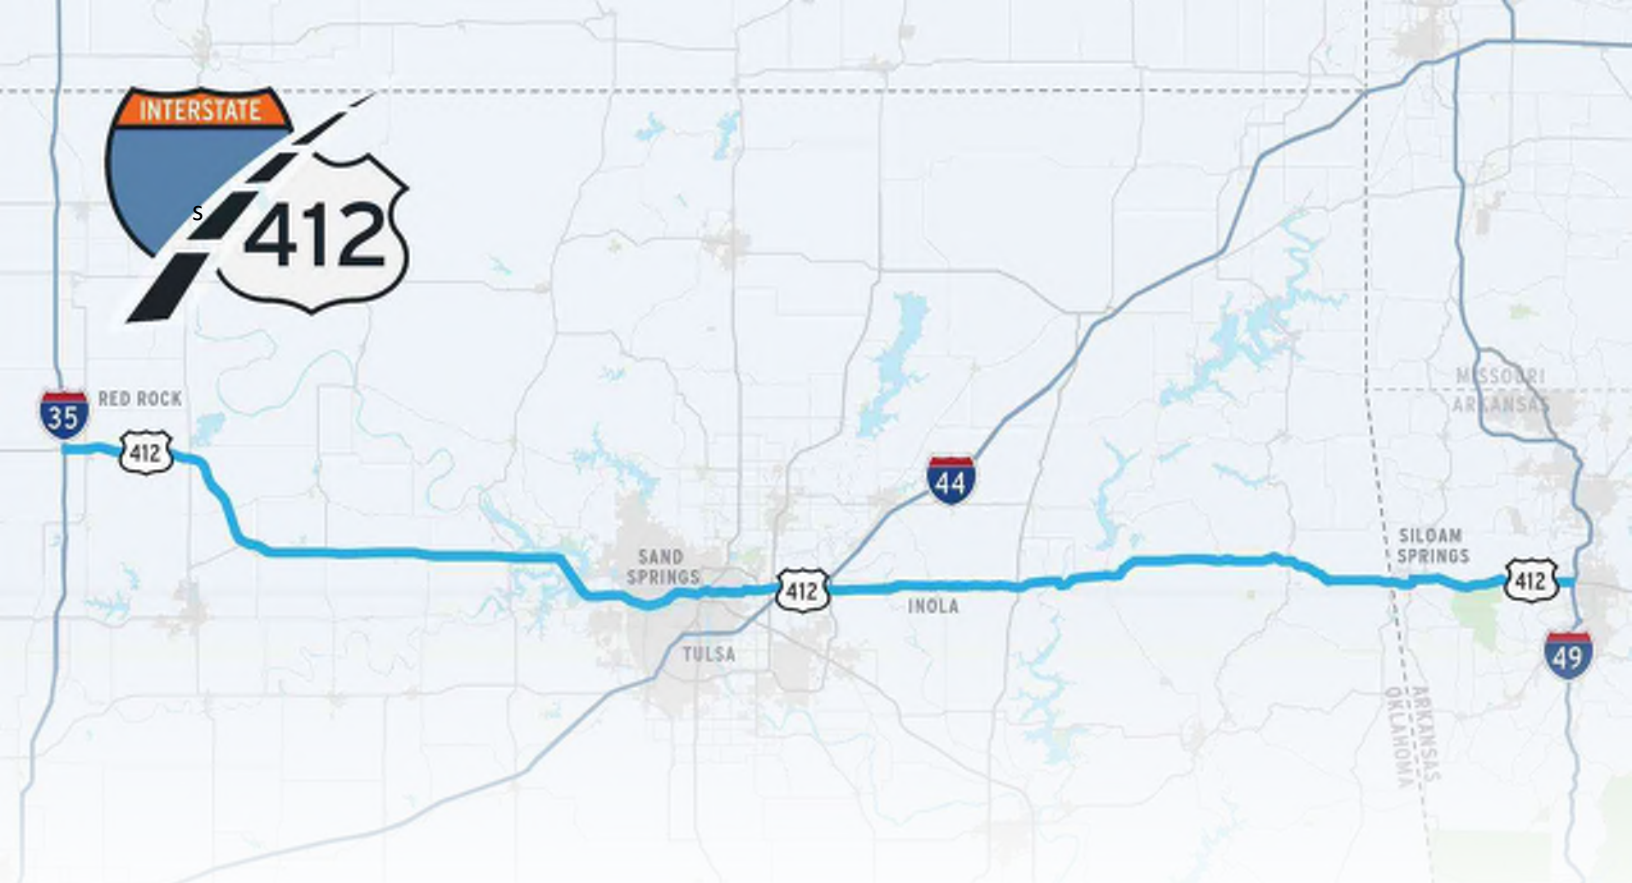 INTERSTATE
S
412
35
RED ROCK
412
44
MISSOURI
ARKANSAS
SAND
SPRINGS
412
INOLA
TULSA
SILOAM
SPRINGS
412
49
ARKANSAS
OKLAHOMA